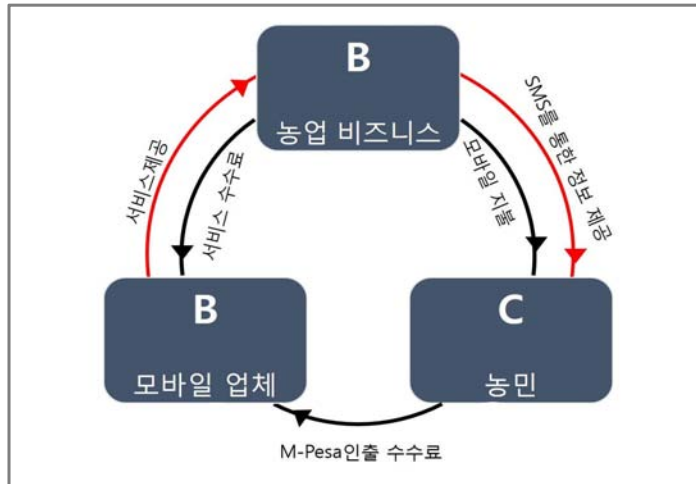 B
농업 비즈니스
서비스제공
서비스 수수료
모바일 지불
SMS를 통한 정보 제공
B
모바일 업체
C
농민
M-Pesa인출 수수료